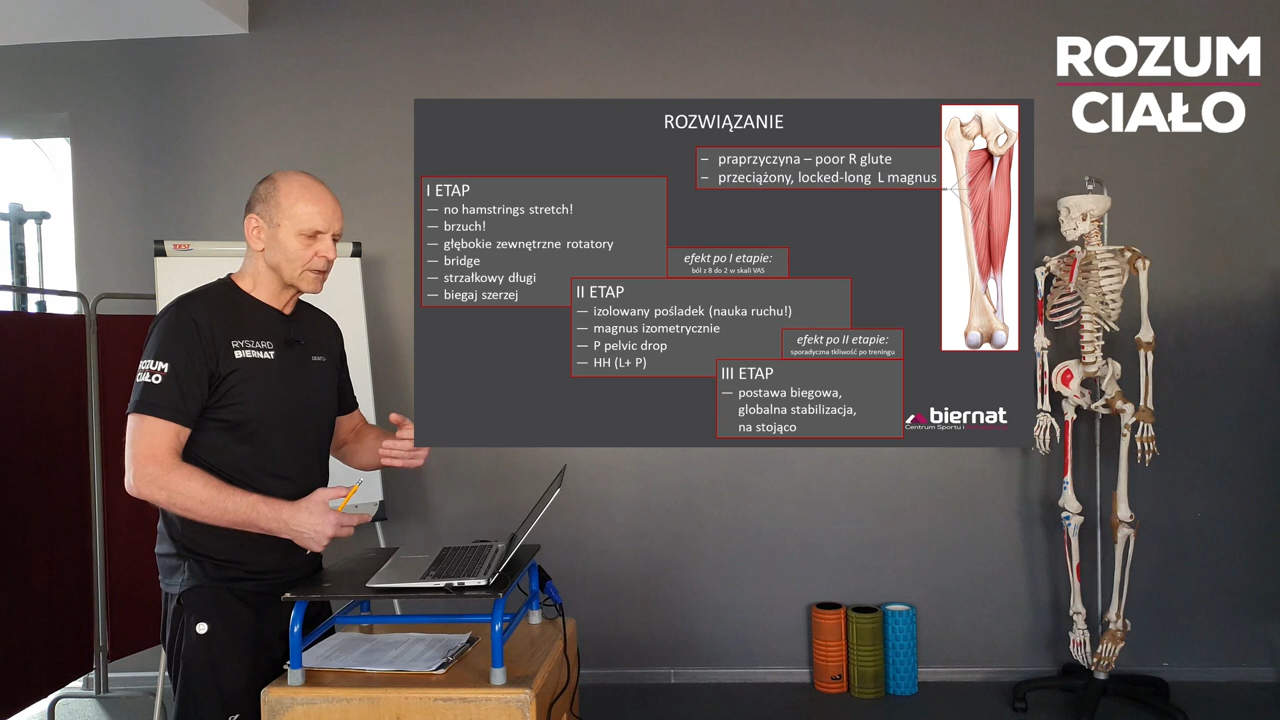 ROZUM
CIAŁO
ROZWIĄZANIE
– praprzyczyna – poor R glute
– przeciążony, locked-long L magnus
I ETAP
— no hamstrings stretch!
— brzuch!
— głębokie zewnętrzne rotatory
— bridge
— strzałkowy długi
— biegaj szerzej
efekt po I etapie:
ból z 8 do 2 w skali VAS
II ETAP
— izolowany pośladek (nauka ruchu!)
— magnus izometrycznie
— P pelvic drop
— HH (L+ P)
efekt po II etapie:
sporadyczna tkliwość po treningu
III ETAP
— postawa biegowa,
globalna stabilizacja,
na stojąco
biernat
Centrum Sportu i
RYSZARD
BIERNAT
ROZUM
CIAŁO